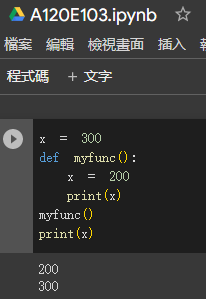 A120E103.ipynb
檔案 編輯 檢視畫面 插入
程式碼 + 文字
x = 300
def myfunc():
    x = 200
    print(x)
myfunc()
print(x)
200
300